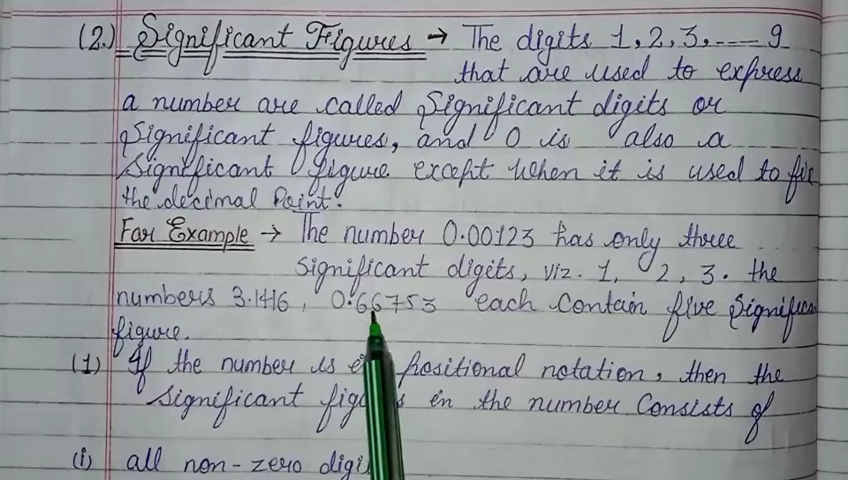 (2.) Significant Figures → The digits 1, 2, 3, ---- 9
that are used to express
a number are called Significant digits or
Significant figures, and 0 is also a
Significant figure except when it is used to fix
the decimal Point.
For Example → The number 0.00123 has only three
Significant digits, viz. 1, 2, 3. the
numbers 3.1416, 0.66753 each contain five
figure.
(1) If the number is positional notation, then the
Significant in the number Consists of
(i) all non-zero